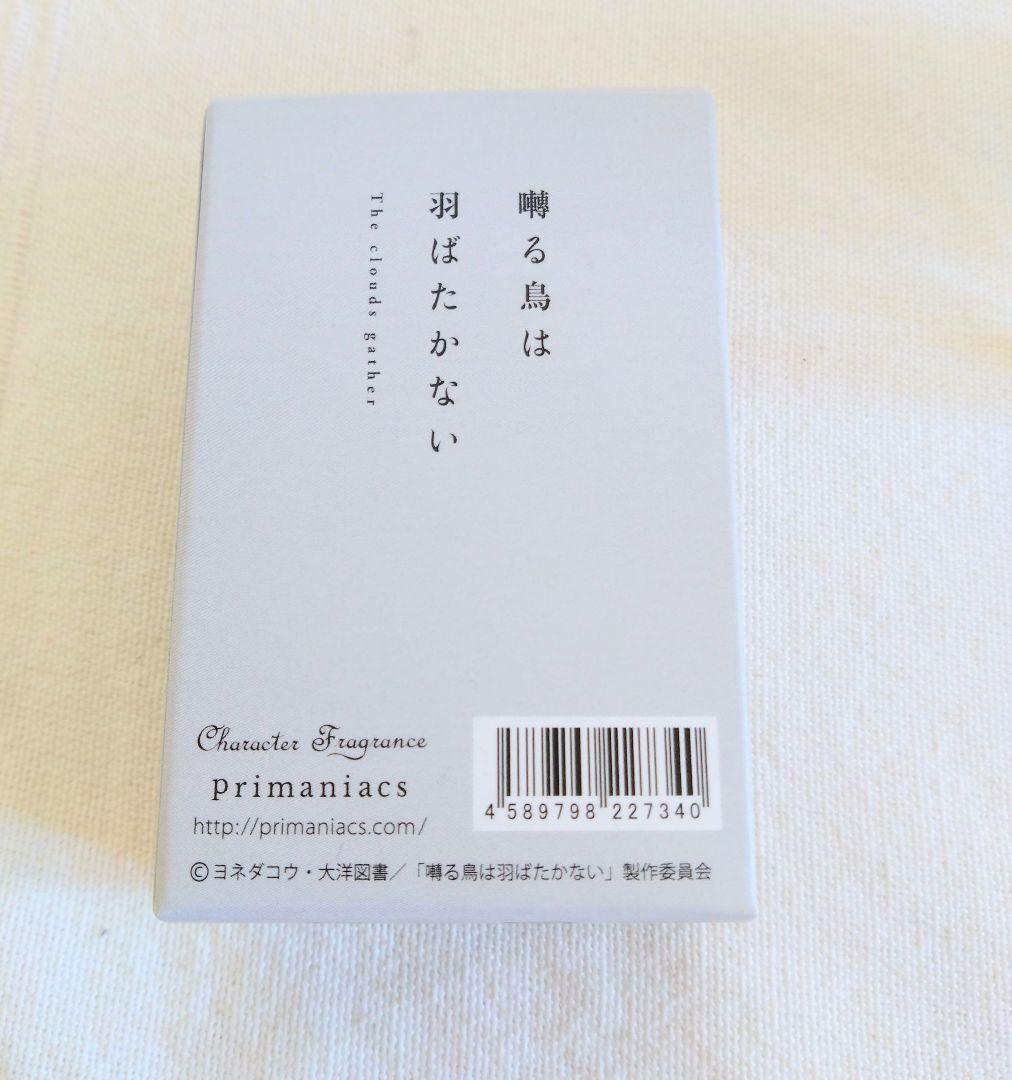 囀る鳥は
羽ばたかない
The clouds gather
Character Fragrance
primaniacs
http://primaniacs.com/
4 589798 227340
©ヨネダコウ・大洋図書／「囀る鳥は羽ばたかない」製作委員会